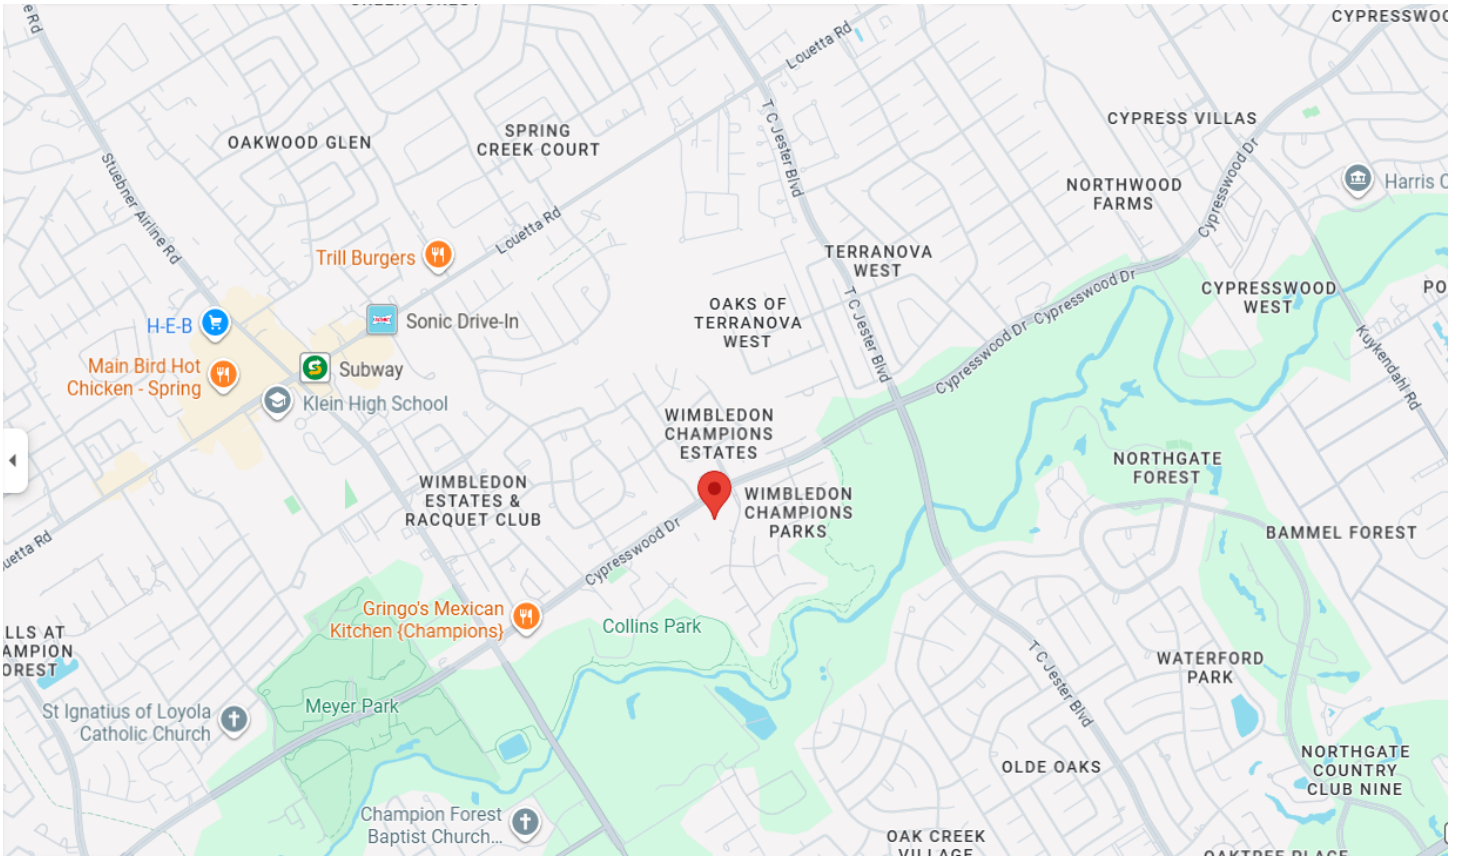 CYPRESSWOO
Louetta Rd
T C Jester Blvd
CYPRESS VILLAS
OAKWOOD GLEN
SPRING
CREEK COURT
Stuebner Airline Rd
Cypresswood Dr
NORTHWOOD
FARMS
Harris C
Louetta Rd
Trill Burgers
TERRANOVA
WEST
H-E-B
Sonic Drive-In
OAKS OF
TERRANOVA
WEST
T C Jester Blvd
Cypresswood Dr
Cypresswood Dr
CYPRESSWOOD
WEST
PO
Kuykendahl Rd
Main Bird Hot
Chicken - Spring
Subway
Klein High School
WIMBLEDON
CHAMPIONS
ESTATES
WIMBLEDON
ESTATES &
RACQUET CLUB
WIMBLEDON
CHAMPIONS
PARKS
NORTHGATE
FOREST
BAMMEL FOREST
uetta Rd
Cypresswood Dr
Gringo's Mexican
Kitchen {Champions}
Collins Park
LLS AT
AMPION
OREST
Meyer Park
T C Jester Blvd
WATERFORD
PARK
St Ignatius of Loyola
Catholic Church
OLDE OAKS
NORTHGATE
COUNTRY
CLUB NINE
Champion Forest
Baptist Church...
OAK CREEK
VILLAGE
OAKTREE PLACE